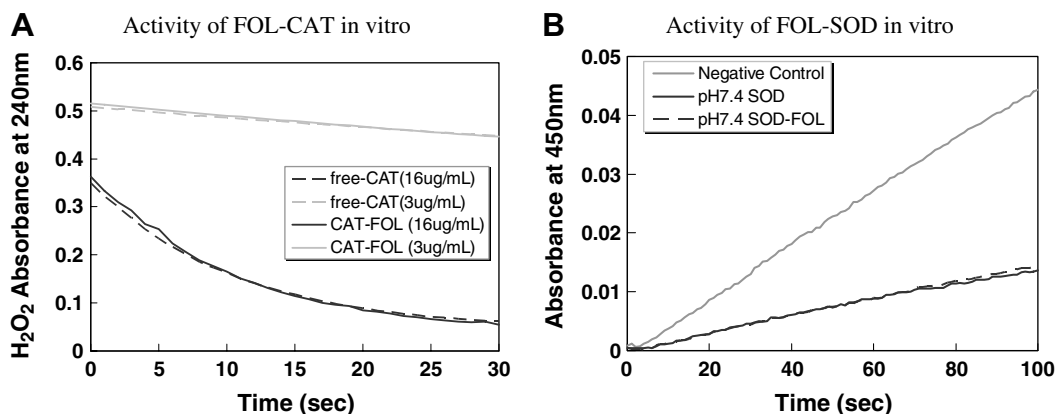 A
Activity of FOL-CAT in vitro
H₂O₂ Absorbance at 240nm
0.6
0.5
0.4
0.3
0.2
0.1
0
free-CAT(16ug/mL)
free-CAT(3ug/mL)
CAT-FOL (16ug/mL)
CAT-FOL (3ug/mL)
0 5 10 15 20 25 30
Time (sec)
B
Activity of FOL-SOD in vitro
Absorbance at 450nm
0.05
0.04
0.03
0.02
0.01
0
Negative Control
pH7.4 SOD
pH7.4 SOD-FOL
0 20 40 60 80 100
Time (sec)